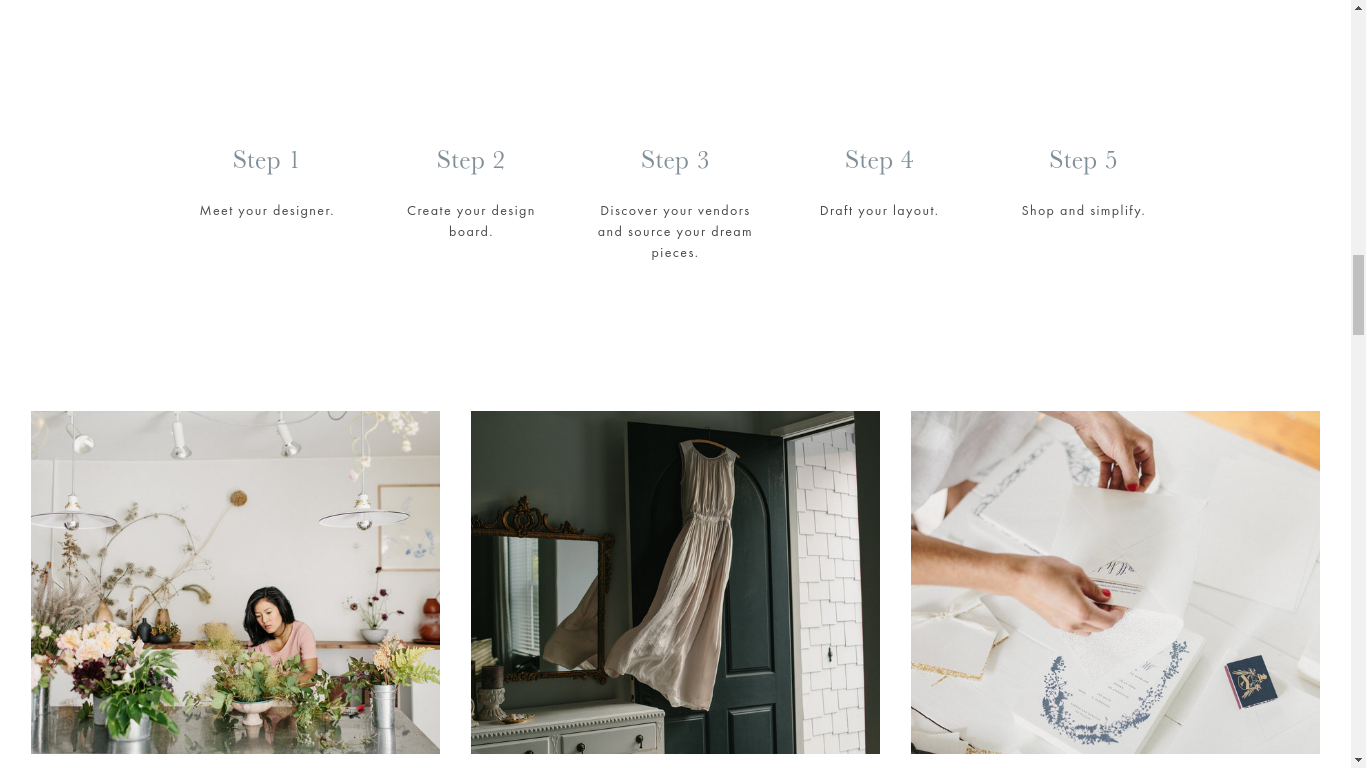 Step 1
Meet your designer.
Step 2
Create your design
board.
Step 3
Discover your vendors
and source your dream
pieces.
Step 4
Draft your layout.
Step 5
Shop and simplify.